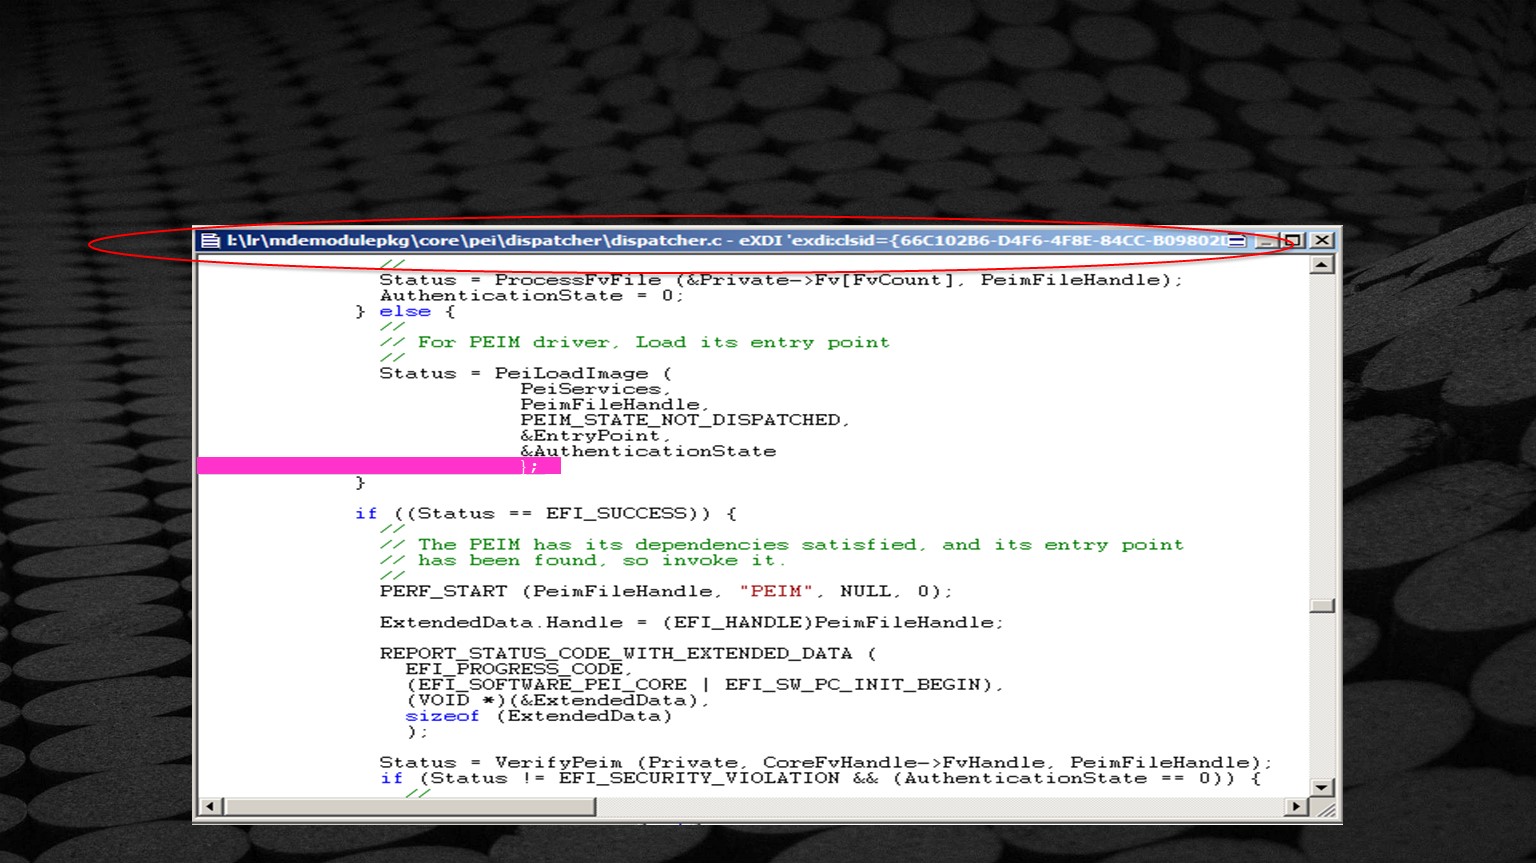 l:\lr\mdemodulepkg\core\pei\dispatcher\dispatcher.c - eXDI 'exdi:clsid={66C102B6-D4F6-4F8E-84CC-B09802
//
Status = ProcessFvFile (&Private->Fv[FvCount], PeimFileHandle);
AuthenticationState = 0;
} else {
//
// For PEIM driver, Load its entry point
//
Status = PeiLoadImage (
PeiServices,
PeimFileHandle,
PEIM_STATE_NOT_DISPATCHED,
&EntryPoint,
&AuthenticationState
);
}
if ((Status == EFI_SUCCESS)) {
//
// The PEIM has its dependencies satisfied, and its entry point
// has been found, so invoke it.
//
PERF_START (PeimFileHandle, "PEIM", NULL, 0);
ExtendedData.Handle = (EFI_HANDLE)PeimFileHandle;
REPORT_STATUS_CODE_WITH_EXTENDED_DATA (
EFI_PROGRESS_CODE,
(EFI_SOFTWARE_PEI_CORE | EFI_SW_PC_INIT_BEGIN),
(VOID *)(&ExtendedData),
sizeof (ExtendedData)
);
Status = VerifyPeim (Private, CoreFvHandle->FvHandle, PeimFileHandle);
if (Status != EFI_SECURITY_VIOLATION && (AuthenticationState == 0)) {
//